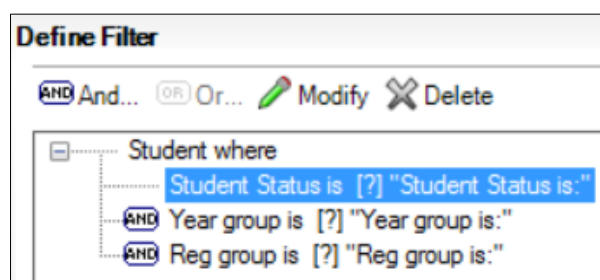 Define Filter
AND And... OR Or... Modify Delete
Student where
Student Status is [?] "Student Status is:"
AND Year group is [?] "Year group is:"
AND Reg group is [?] "Reg group is:"